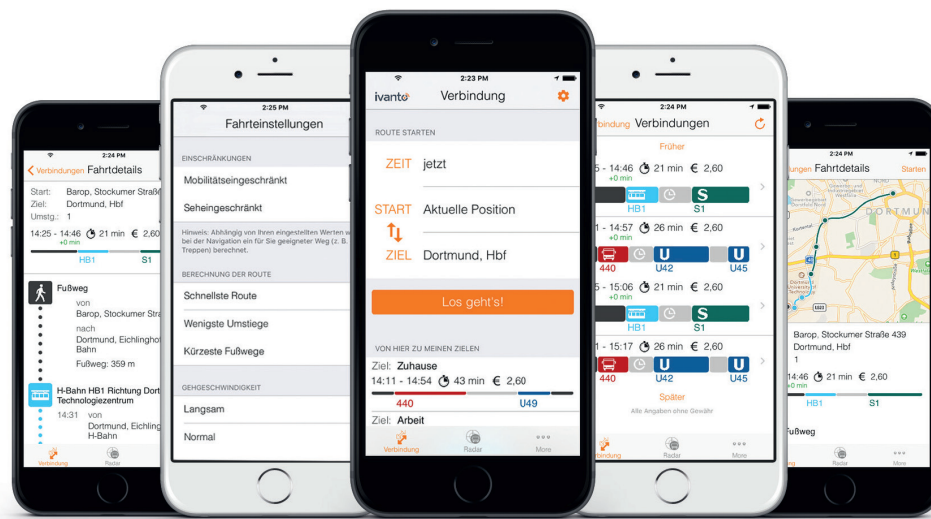 2:24 PM
Verbindungen Fahrtdetails
Start: Barop, Stockumer Straße
Ziel: Dortmund, Hbf
Umstg.: 1
14:25 - 14:46 21 min € 2,60
+0 min
HB1 S1
Fußweg
von
Barop, Stockumer Stra
nach
Dortmund, Eichlinghof
Bahn
Fußweg: 359 m
H-Bahn HB1 Richtung Dort
Technologiezentrum
14:31 von
Dortmund, Eichling
H-Bahn
Verbindung Radar
2:25 PM
Fahrteinstellungen
EINSCHRÄNKUNGEN
Mobilitätseingeschränkt
Seheingeschränkt
Hinweis: Abhängig von Ihren eingestellten Werten w
bei der Navigation ein für Sie geeigneter Weg (z. B.
Treppen) berechnet.
BERECHNUNG DER ROUTE
Schnellste Route
Wenigste Umstiege
Kürzeste Fußwege
GEHGESCHWINDIGKEIT
Langsam
Normal
2:23 PM
ivanto Verbindung
ROUTE STARTEN
ZEIT jetzt
START Aktuelle Position
ZIEL Dortmund, Hbf
Los geht's!
VON HIER ZU MEINEN ZIELEN
Ziel: Zuhause
14:11 - 14:54 43 min € 2,60
440 U49
Ziel: Arbeit
Verbindung Radar More
2:24 PM
bindung Verbindungen
Früher
5 - 14:46 21 min € 2,60
+0 min
S
HB1 S1
1 - 14:57 26 min € 2,60
+0 min
U U
440 U42 U45
5 - 15:06 21 min € 2,60
+0 min
S
HB1 S1
1 - 15:17 26 min € 2,60
U U
440 U42 U45
Später
Alle Angaben ohne Gewähr
bindung Radar More
2:24 PM
ungen Fahrtdetails Starten
DORTMUN
Barop, Stockumer Straße 439
Dortmund, Hbf
1
14:46 21 min € 2,60
+0 min
HB1 S1
Fußweg
ng Radar More